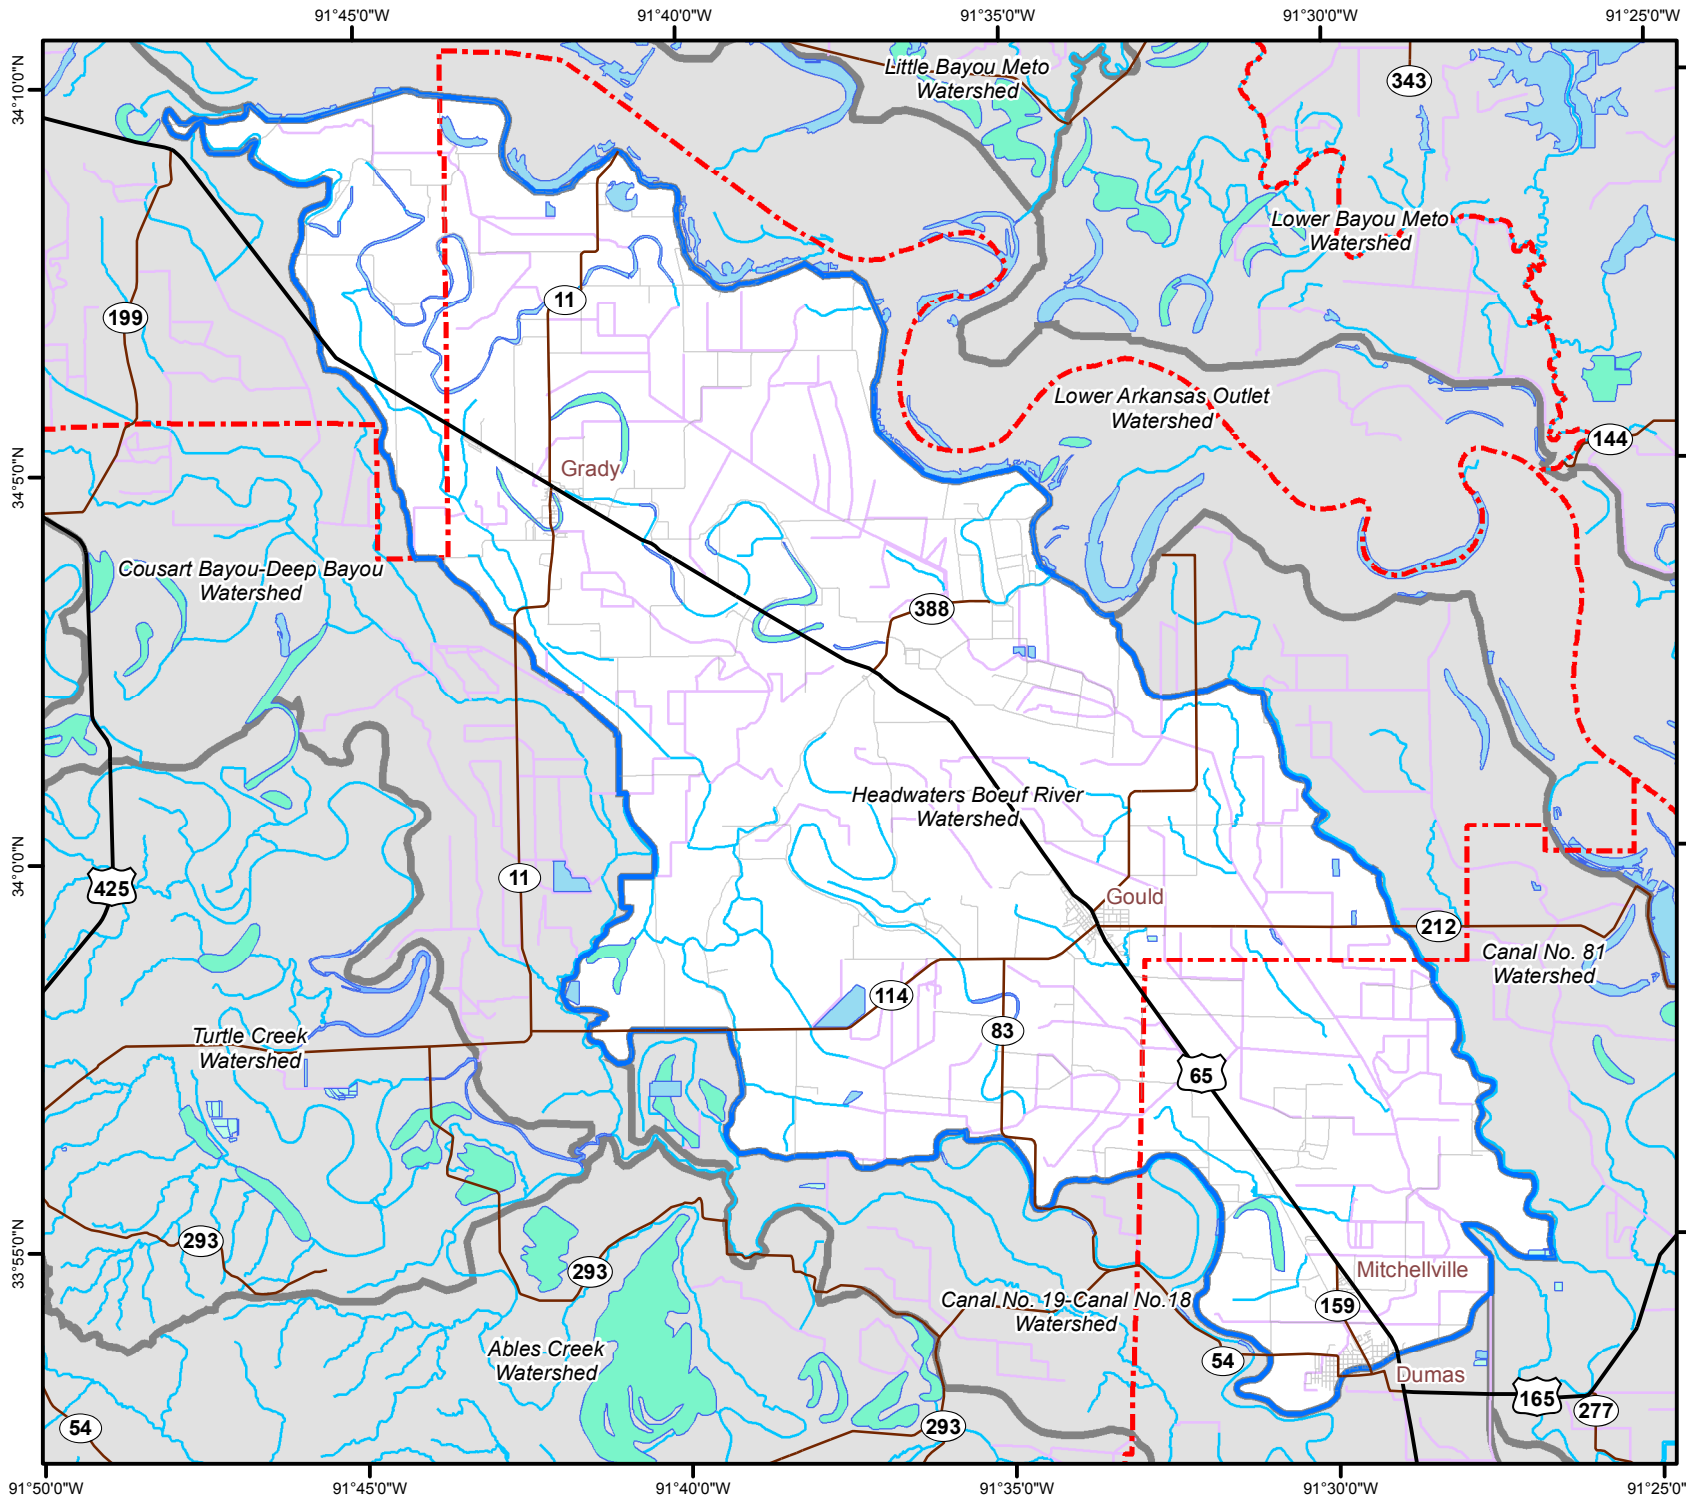 91°45'0"W
91°40'0"W
91°35'0"W
91°30'0"W
91°25'0"W
34°10'0"N
Little Bayou Meto
Watershed
343
Lower Bayou Meto
Watershed
199
11
Lower Arkansas Outlet
Watershed
144
Grady
34°5'0"N
Cousart Bayou-Deep Bayou
Watershed
388
Headwaters Boeuf River
Watershed
34°0'0"N
425
11
Gould
212
Canal No. 81
Watershed
114
83
Turtle Creek
Watershed
65
33°55'0"N
293
293
Mitchellville
Canal No. 19-Canal No.18
Watershed
159
Ables Creek
Watershed
54
Dumas
165
277
54
293
91°50'0"W
91°45'0"W
91°40'0"W
91°35'0"W
91°30'0"W
91°25'0"W